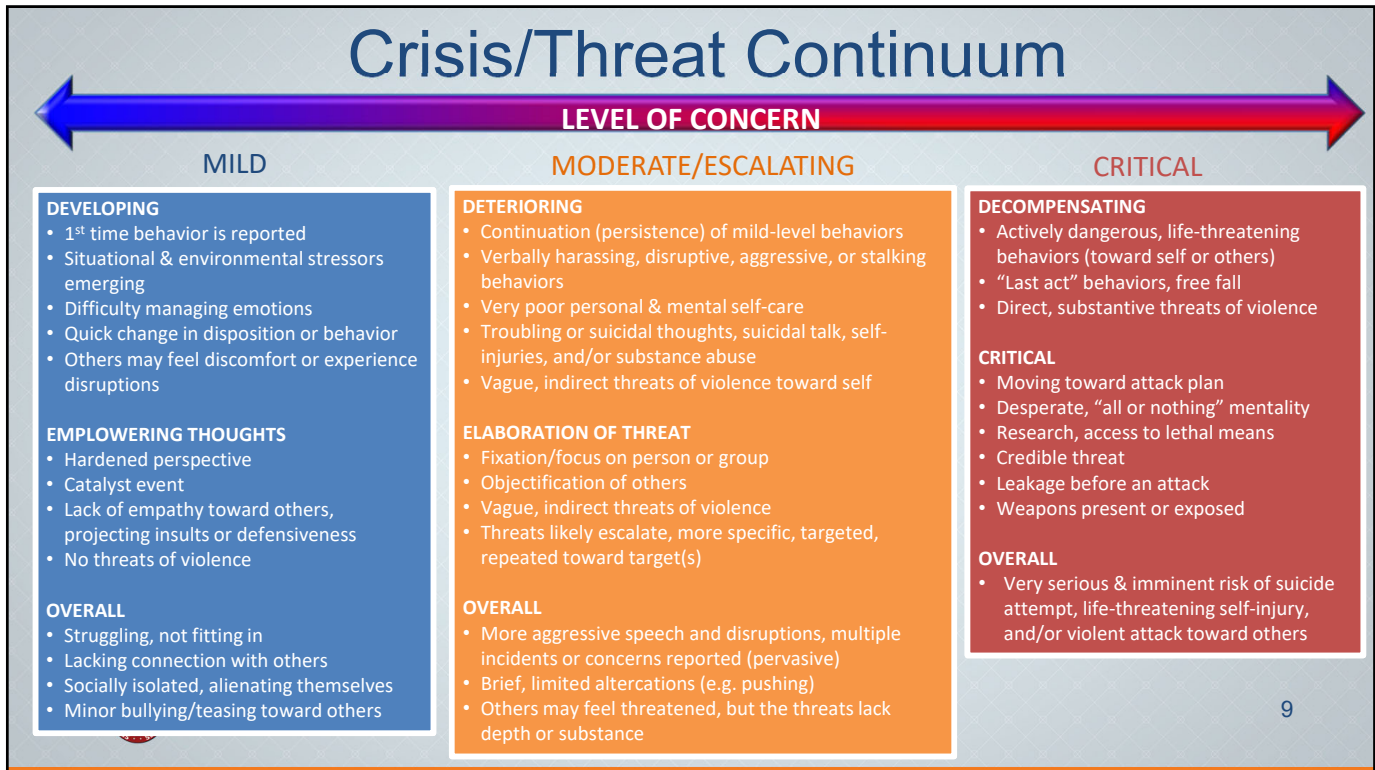 Crisis/Threat Continuum
LEVEL OF CONCERN
MILD
DEVELOPING
• 1st time behavior is reported
• Situational & environmental stressors
emerging
• Difficulty managing emotions
• Quick change in disposition or behavior
• Others may feel discomfort or experience
disruptions
EMPLOWERING THOUGHTS
• Hardened perspective
• Catalyst event
• Lack of empathy toward others,
projecting insults or defensiveness
• No threats of violence
OVERALL
• Struggling, not fitting in
• Lacking connection with others
• Socially isolated, alienating themselves
• Minor bullying/teasing toward others
MODERATE/ESCALATING
DETERIORING
• Continuation (persistence) of mild-level behaviors
• Verbally harassing, disruptive, aggressive, or stalking
behaviors
• Very poor personal & mental self-care
• Troubling or suicidal thoughts, suicidal talk, self-
injuries, and/or substance abuse
• Vague, indirect threats of violence toward self
ELABORATION OF THREAT
• Fixation/focus on person or group
• Objectification of others
• Vague, indirect threats of violence
• Threats likely escalate, more specific, targeted,
repeated toward target(s)
OVERALL
• More aggressive speech and disruptions, multiple
incidents or concerns reported (pervasive)
• Brief, limited altercations (e.g. pushing)
• Others may feel threatened, but the threats lack
depth or substance
CRITICAL
DECOMPENSATING
• Actively dangerous, life-threatening
behaviors (toward self or others)
• “Last act” behaviors, free fall
• Direct, substantive threats of violence
CRITICAL
• Moving toward attack plan
• Desperate, “all or nothing” mentality
• Research, access to lethal means
• Credible threat
• Leakage before an attack
• Weapons present or exposed
OVERALL
• Very serious & imminent risk of suicide
attempt, life-threatening self-injury,
and/or violent attack toward others
9